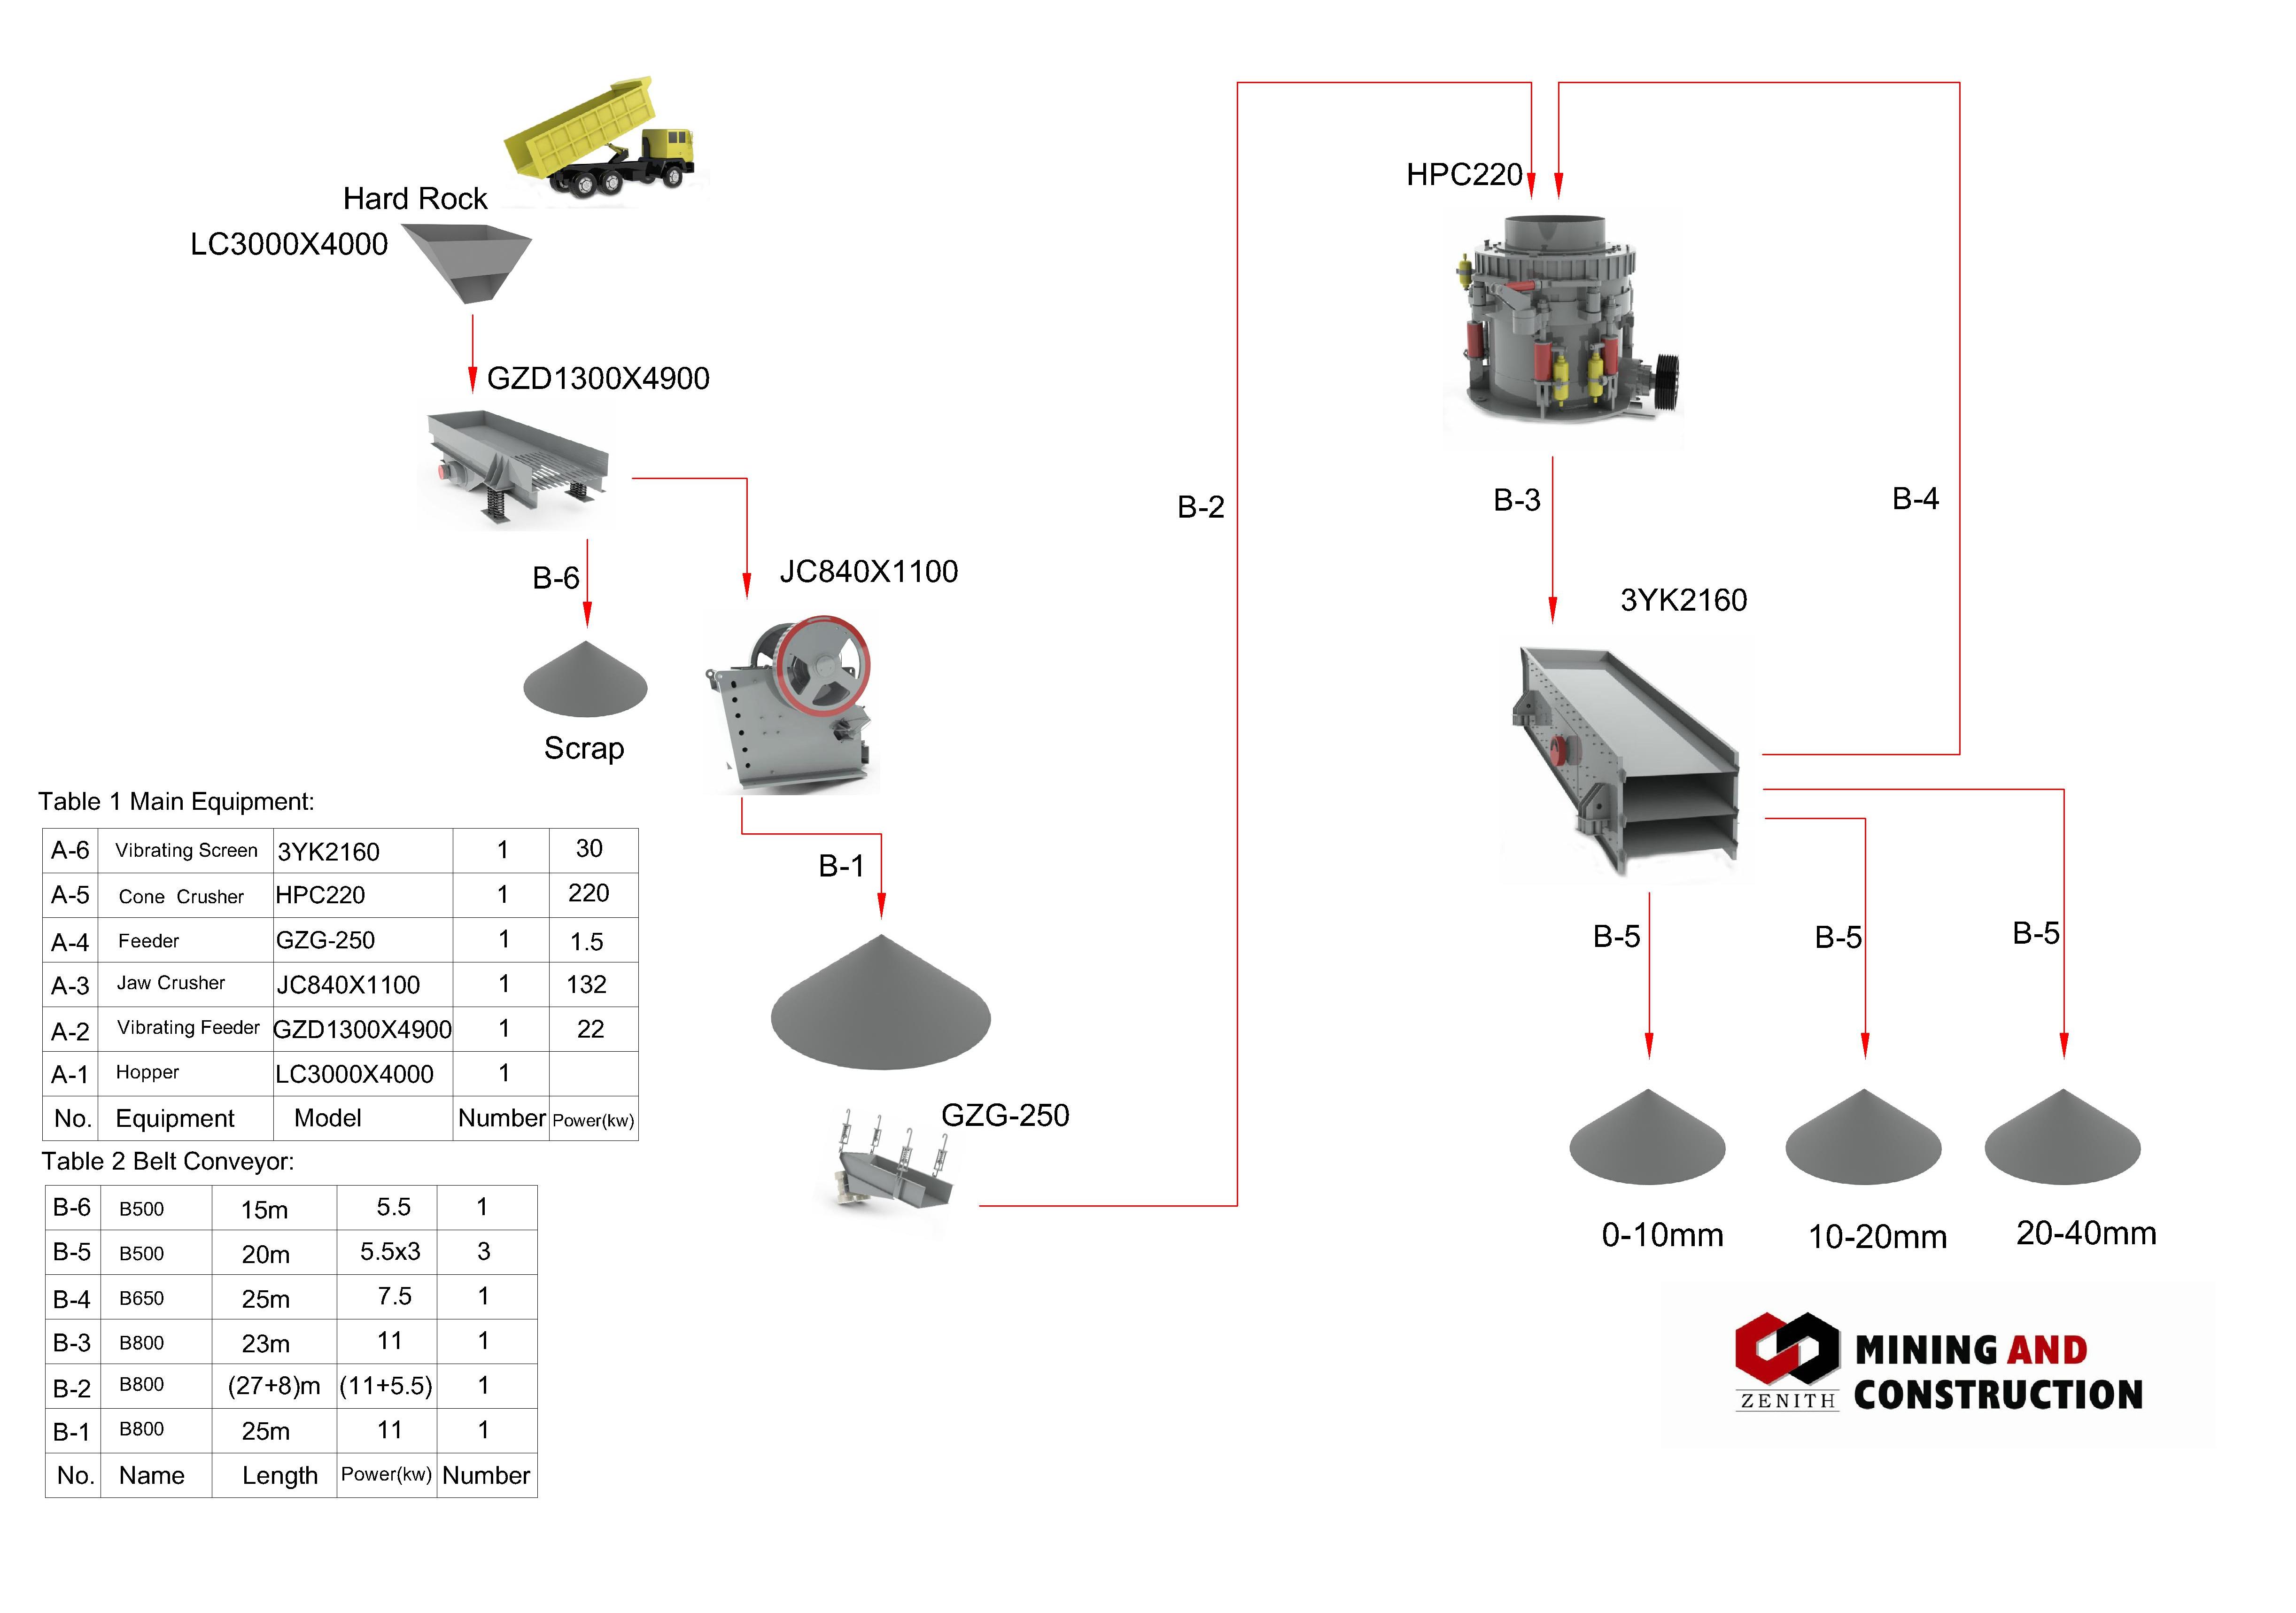 Hard Rock
LC3000X4000
GZD1300X4900
B-6
Scrap
JC840X1100
B-1
GZG-250
B-2
HPC220
B-3
B-4
3YK2160
B-5
B-5
B-5
0-10mm
10-20mm
20-40mm
Table 1 Main Equipment:
A-6 Vibrating Screen 3YK2160 1 30
A-5 Cone Crusher HPC220 1 220
A-4 Feeder GZG-250 1 1.5
A-3 Jaw Crusher JC840X1100 1 132
A-2 Vibrating Feeder GZD1300X4900 1 22
A-1 Hopper LC3000X4000 1
No. Equipment Model Number Power(kw)
Table 2 Belt Conveyor:
B-6 B500 15m 5.5 1
B-5 B500 20m 5.5x3 3
B-4 B650 25m 7.5 1
B-3 B800 23m 11 1
B-2 B800 (27+8)m (11+5.5) 1
B-1 B800 25m 11 1
No. Name Length Power(kw) Number
ZENITH
MINING AND
CONSTRUCTION